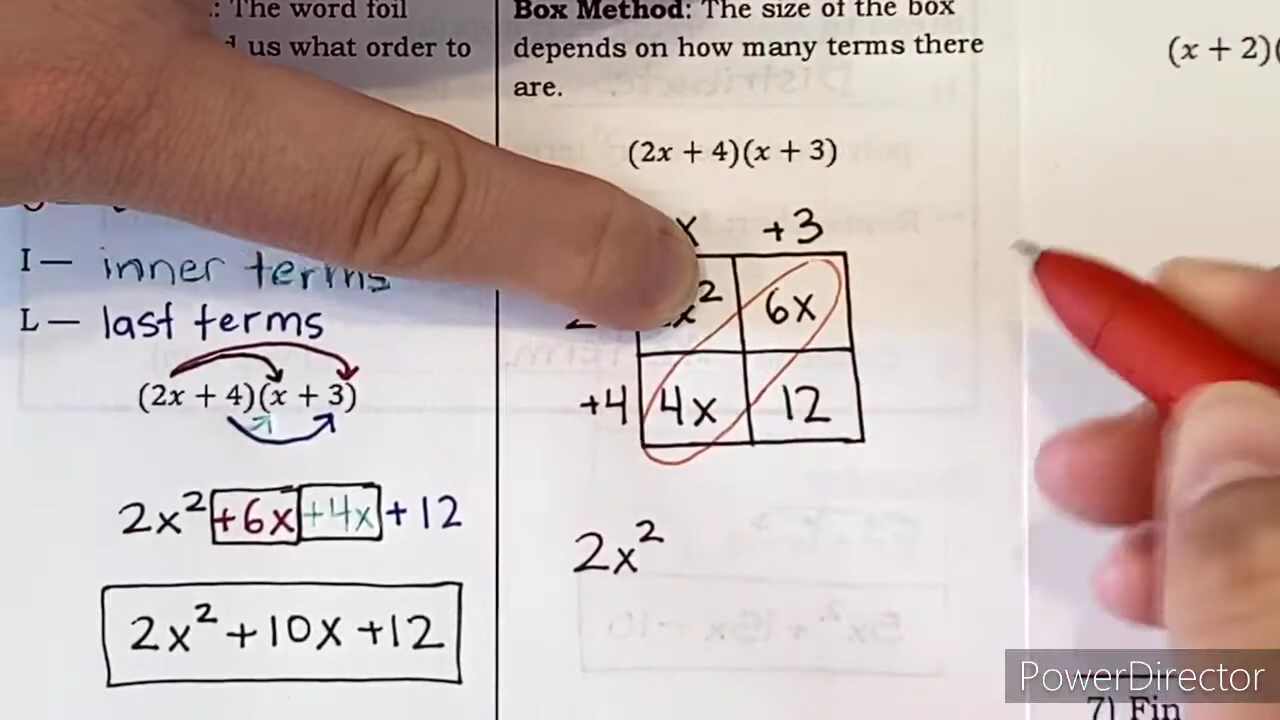 .: The word foil
us what order to
I — inner terms
L — last terms
(2x + 4)(x + 3)
2x² +6x +4x +12
2x² + 10x + 12
Box Method: The size of the box
depends on how many terms there
are.
(2x + 4)(x + 3)
x +3
x² 6x
+4 4x 12
2x²
(x + 2)(
7) Fin
PowerDirector